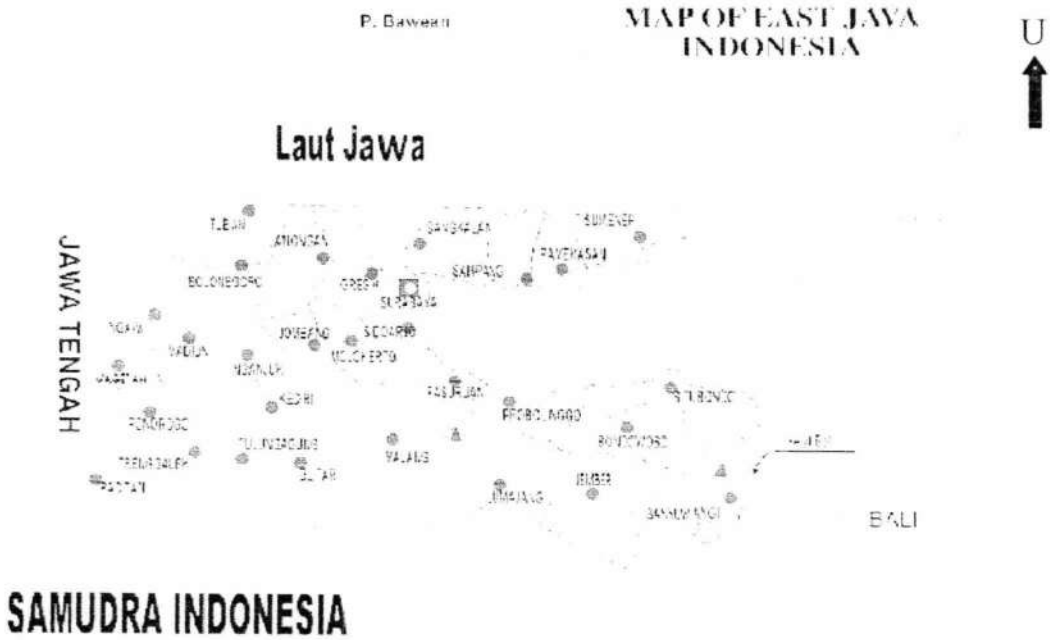 P. Bawean
MAP OF EAST JAVA
INDONESIA
U
Laut Jawa
TUBAN
LAMONGAN
BANGKALAN
SUMENEP
BOJONEGORO
GRESIK
SAMPANG
PAMEKASAN
SURABAYA
JAWA TENGAH
NGAWI
MADIUN
JOMBANG
SIDOARJO
MOJOKERTO
NGANJUK
MAGETAN
KEDIRI
PASURUAN
PROBOLINGGO
SITUBONDO
PONOROGO
BONDOWOSO
TULUNGAGUNG
TRENGGALEK
BLITAR
MALANG
PACITAN
LUMAJANG
JEMBER
BANYUWANGI
BALI
SAMUDRA INDONESIA